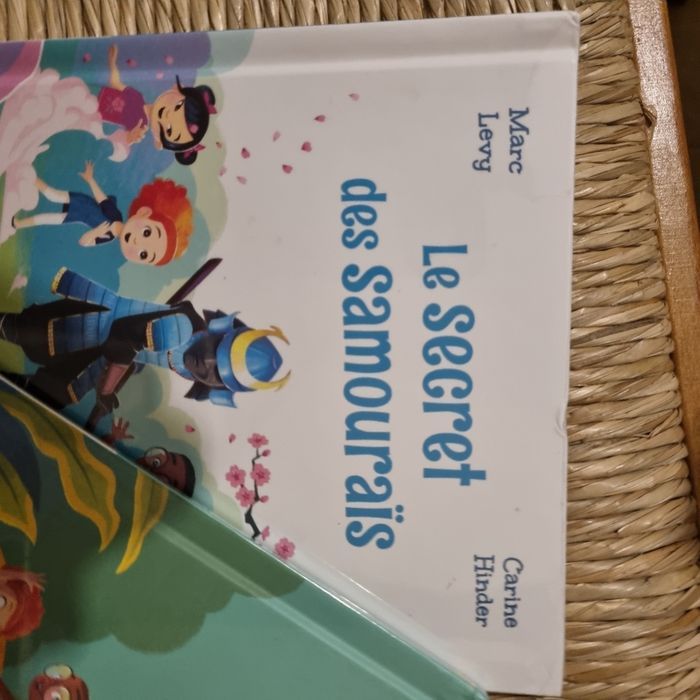 Marc
Levy
Carine
Hinder
Le Secret
des Samouraïs